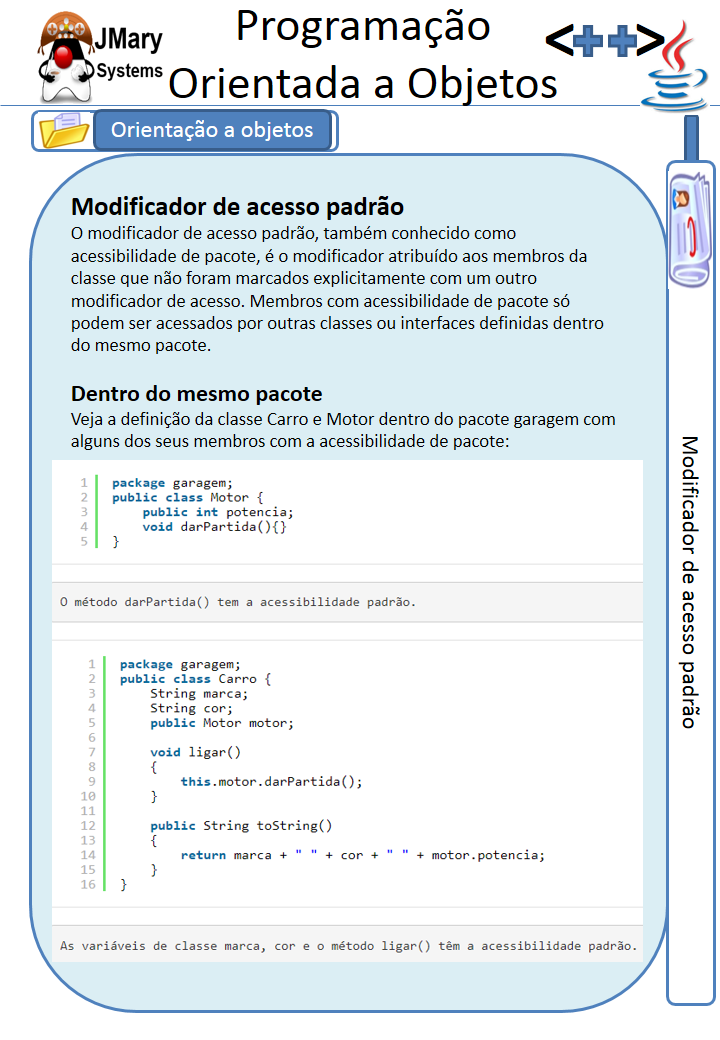 JMary
Systems
Programação
Orientada a Objetos
<++>
Orientação a objetos
Modificador de acesso padrão
O modificador de acesso padrão, também conhecido como
acessibilidade de pacote, é o modificador atribuído aos membros da
classe que não foram marcados explicitamente com um outro
modificador de acesso. Membros com acessibilidade de pacote só
podem ser acessados por outras classes ou interfaces definidas dentro
do mesmo pacote.
Dentro do mesmo pacote
Veja a definição da classe Carro e Motor dentro do pacote garagem com
alguns dos seus membros com a acessibilidade de pacote:
1 package garagem;
2 public class Motor {
3 public int potencia;
4 void darPartida(){}
5 }
O método darPartida() tem a acessibilidade padrão.
1 package garagem;
2 public class Carro {
3 String marca;
4 String cor;
5 public Motor motor;
6
7 void ligar()
8 {
9 this.motor.darPartida();
10 }
11
12 public String toString()
13 {
14 return marca + " " + cor + " " + motor.potencia;
15 }
16 }
As variáveis de classe marca, cor e o método ligar() têm a acessibilidade padrão.
Modificador de acesso padrão